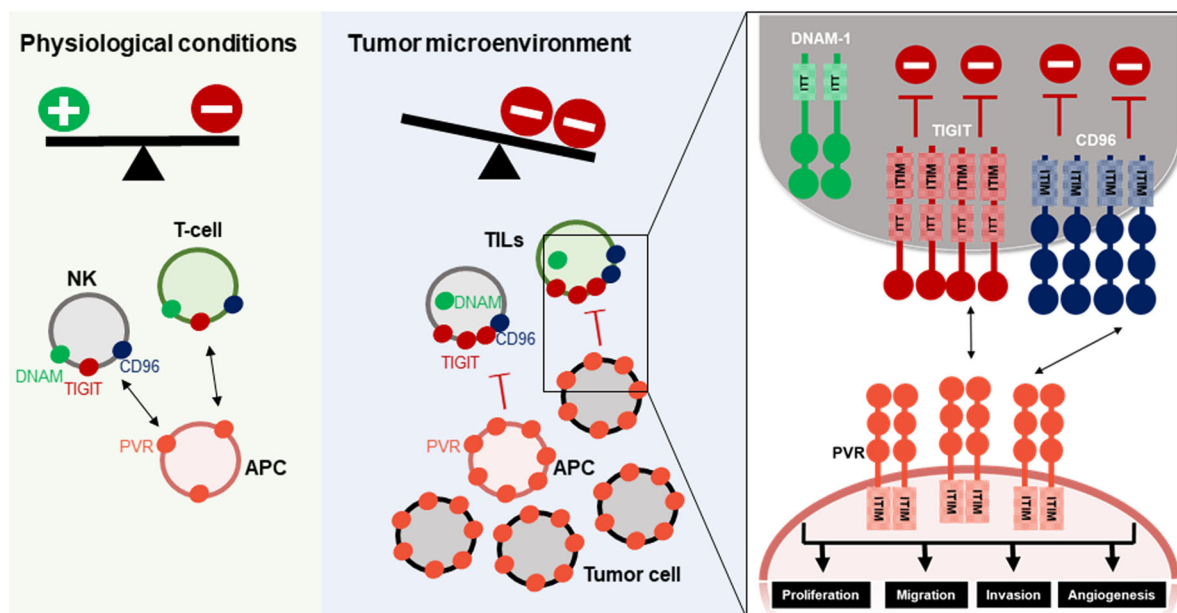 Physiological conditions
T-cell
NK
DNAM
TIGIT
CD96
PVR
APC
Tumor microenvironment
TILs
DNAM
CD96
TIGIT
PVR
APC
Tumor cell
DNAM-1
ITT
ITT
TIGIT
CD96
ITIM
ITIM
ITIM
ITIM
ITT
ITT
ITT
ITT
ITIM
ITIM
ITIM
ITIM
PVR
ITIM
ITIM
ITIM
ITIM
ITIM
ITIM
Proliferation
Migration
Invasion
Angiogenesis